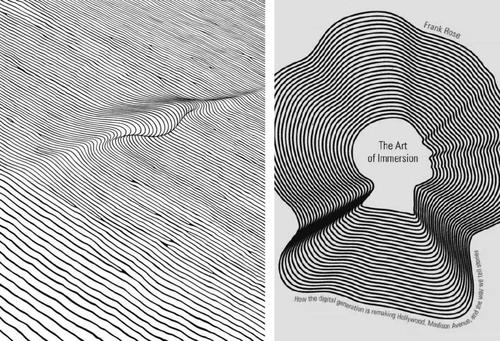 Frank Rose
The Art
of Immersion
How the digital generation is remaking Hollywood, Madison Avenue, and the way we tell stories